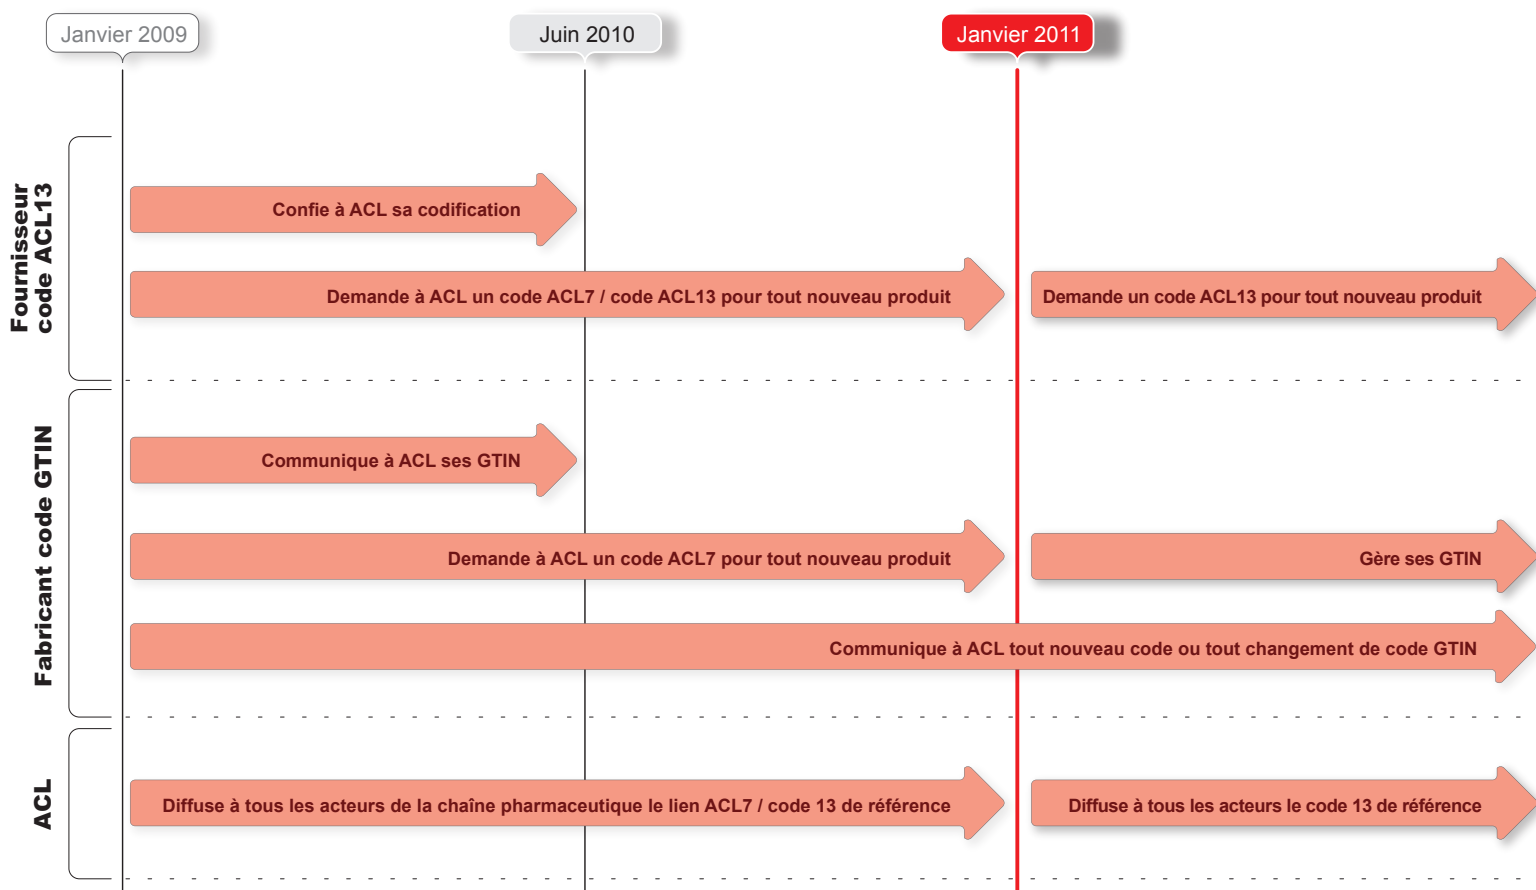 Janvier 2009
Juin 2010
Janvier 2011
Fournisseur
code ACL13
Confie à ACL sa codification
Demande à ACL un code ACL7 / code ACL13 pour tout nouveau produit
Demande un code ACL13 pour tout nouveau produit
Fabricant code GTIN
Communique à ACL ses GTIN
Demande à ACL un code ACL7 pour tout nouveau produit
Gère ses GTIN
Communique à ACL tout nouveau code ou tout changement de code GTIN
ACL
Diffuse à tous les acteurs de la chaîne pharmaceutique le lien ACL7 / code 13 de référence
Diffuse à tous les acteurs le code 13 de référence